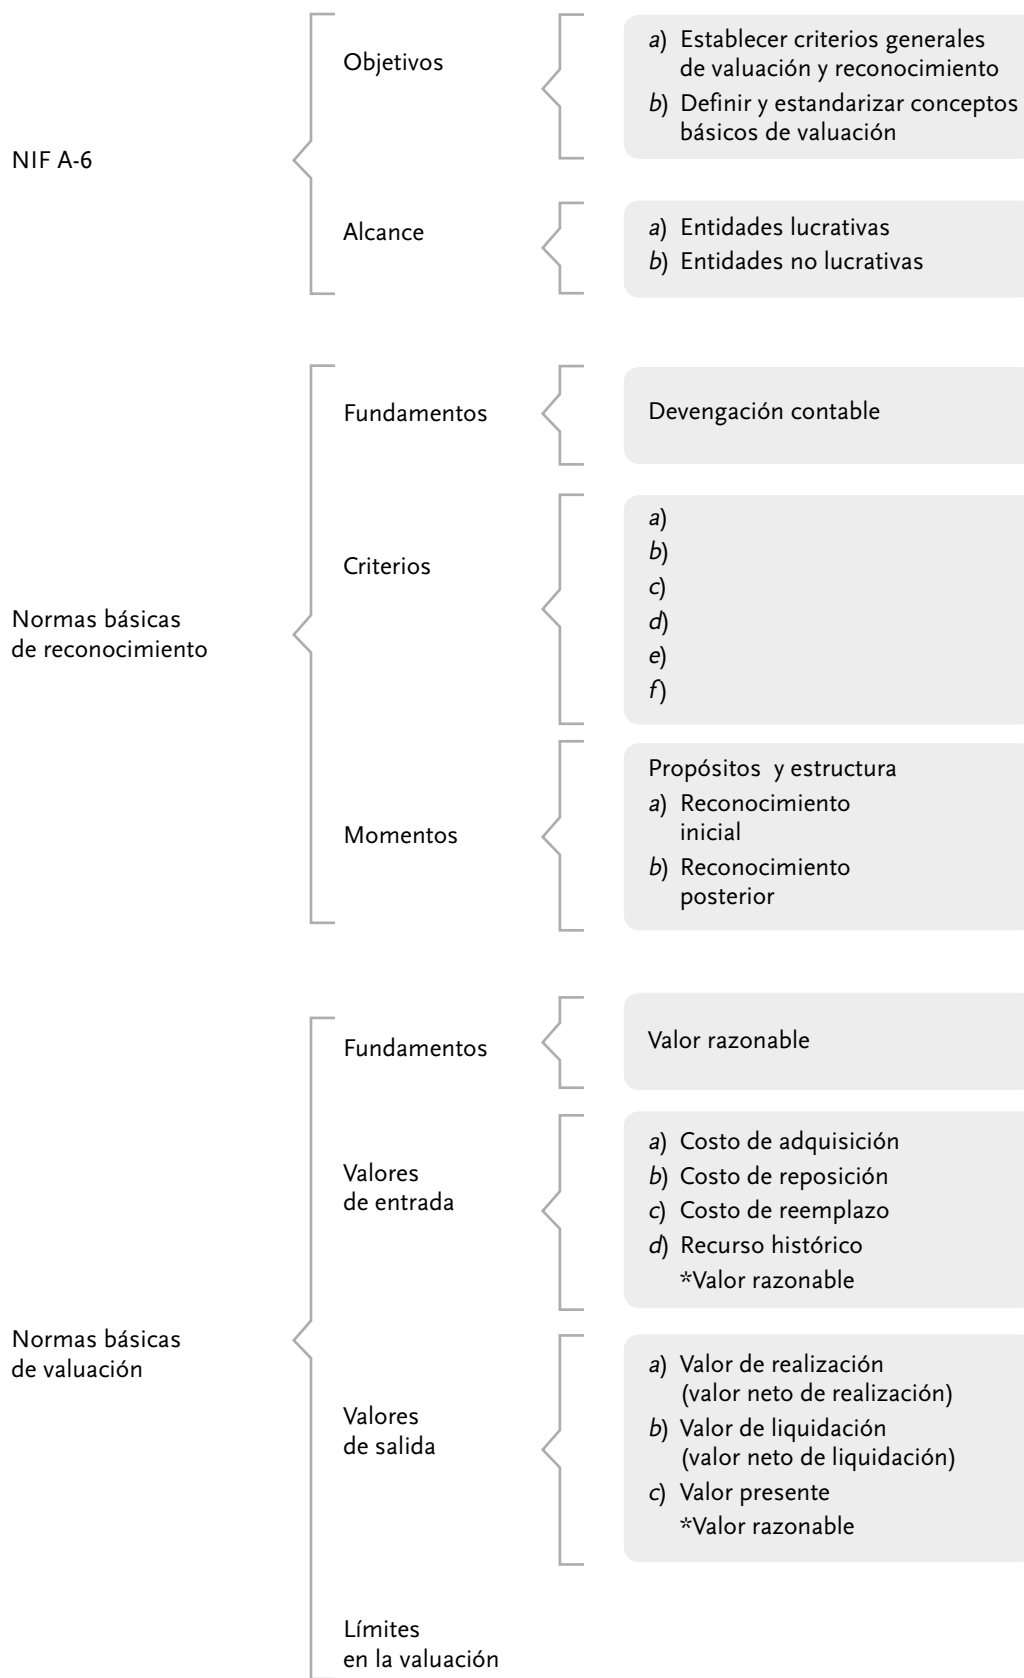 NIF A-6
Objetivos
a) Establecer criterios generales
de valuación y reconocimiento
b) Definir y estandarizar conceptos
básicos de valuación
Alcance
a) Entidades lucrativas
b) Entidades no lucrativas
Normas básicas
de reconocimiento
Fundamentos
Devengación contable
Criterios
a)
b)
c)
d)
e)
f)
Momentos
Propósitos y estructura
a) Reconocimiento
inicial
b) Reconocimiento
posterior
Normas básicas
de valuación
Fundamentos
Valor razonable
Valores
de entrada
a) Costo de adquisición
b) Costo de reposición
c) Costo de reemplazo
d) Recurso histórico
*Valor razonable
Valores
de salida
a) Valor de realización
(valor neto de realización)
b) Valor de liquidación
(valor neto de liquidación)
c) Valor presente
*Valor razonable
Límites
en la valuación